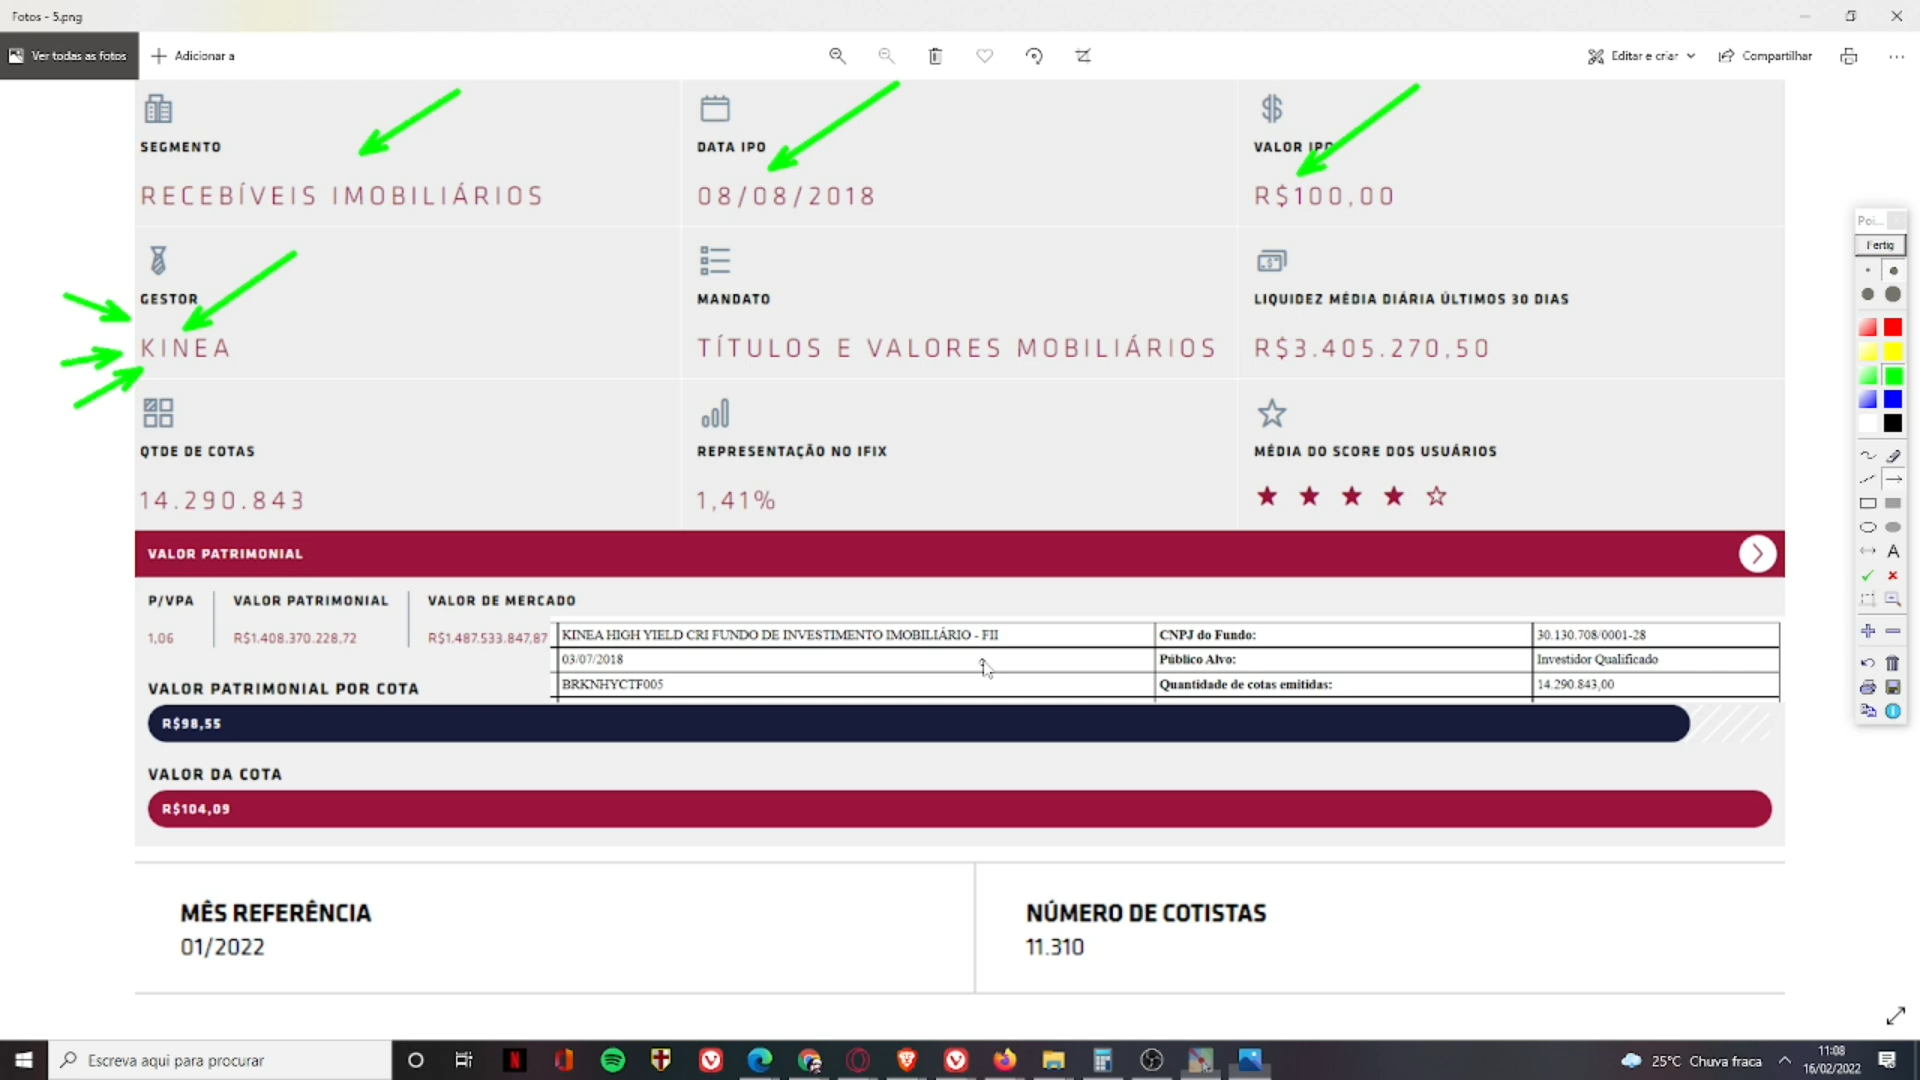 Fotos - 5.png
Ver todas as fotos
Adicionar a
Editar e criar
Compartilhar
SEGMENTO
RECEBÍVEIS IMOBILIÁRIOS
DATA IPO
08/08/2018
VALOR IPO
R$100,00
GESTOR
KINEA
MANDATO
TÍTULOS E VALORES MOBILIÁRIOS
LIQUIDEZ MÉDIA DIÁRIA ÚLTIMOS 30 DIAS
R$3.405.270,50
QTDE DE COTAS
14.290.843
REPRESENTAÇÃO NO IFIX
1,41%
MÉDIA DO SCORE DOS USUÁRIOS
VALOR PATRIMONIAL
P/VPA
1,06
VALOR PATRIMONIAL
R$1.408.370.228,72
VALOR DE MERCADO
R$1.487.533.847,87
KINEA HIGH YIELD CRI FUNDO DE INVESTIMENTO IMOBILIÁRIO - FII
CNPJ do Fundo:
30.130.708/0001-28
03/07/2018
Público Alvo:
Investidor Qualificado
BRKNHYCTF005
Quantidade de cotas emitidas:
14.290.843,00
VALOR PATRIMONIAL POR COTA
R$98,55
VALOR DA COTA
R$104,09
MÊS REFERÊNCIA
01/2022
NÚMERO DE COTISTAS
11.310
Poi...
Fertig
Escreva aqui para procurar
25°C Chuva fraca
11:08
16/02/2022